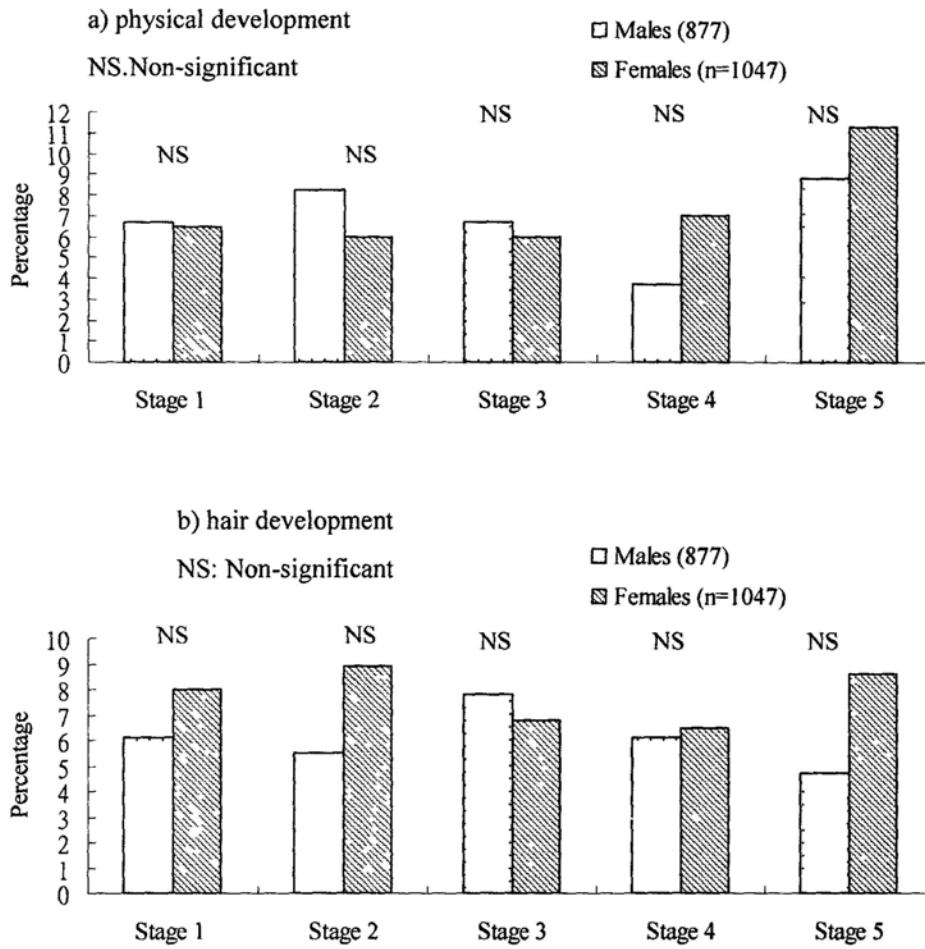 a) physical development
NS.Non-significant
□ Males (877)
▧ Females (n=1047)
Percentage
12
11
10
9
8
7
6
5
4
3
2
1
0
NS
NS
NS
NS
NS
Stage 1
Stage 2
Stage 3
Stage 4
Stage 5
b) hair development
NS: Non-significant
□ Males (877)
▧ Females (n=1047)
Percentage
10
9
8
7
6
5
4
3
2
1
0
NS
NS
NS
NS
NS
Stage 1
Stage 2
Stage 3
Stage 4
Stage 5